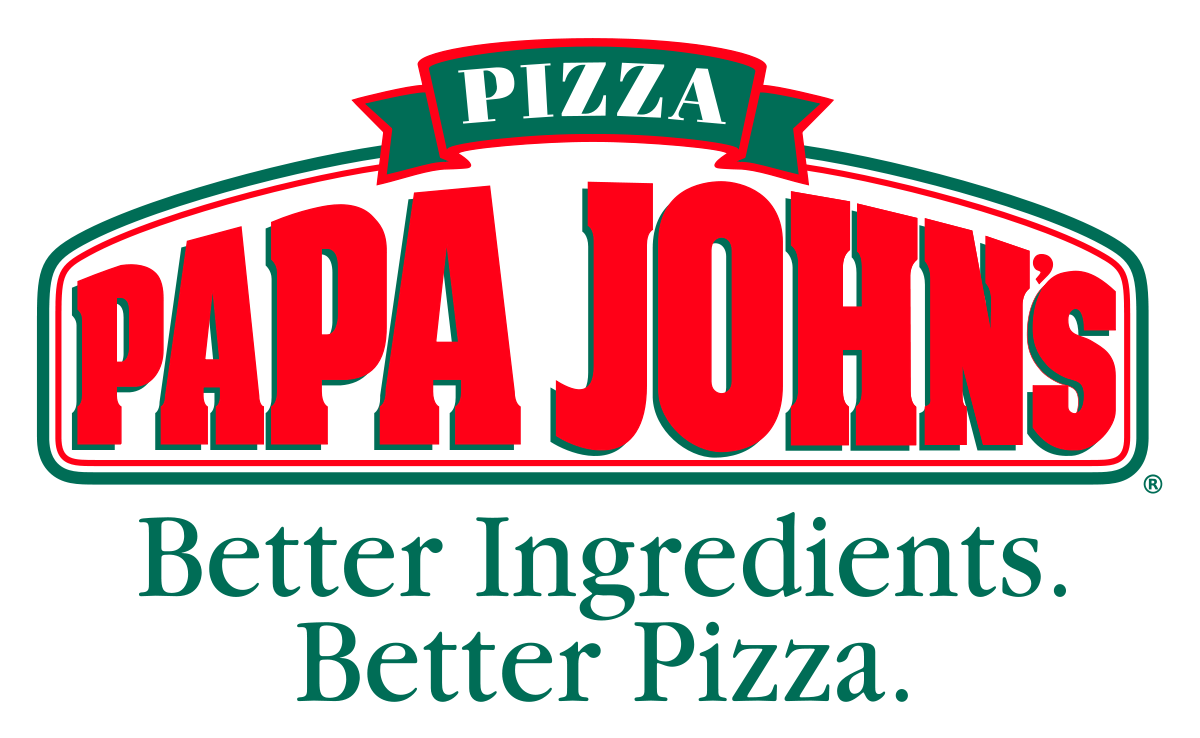 PIZZA
PAPA JOHN'S
®
Better Ingredients.
Better Pizza.